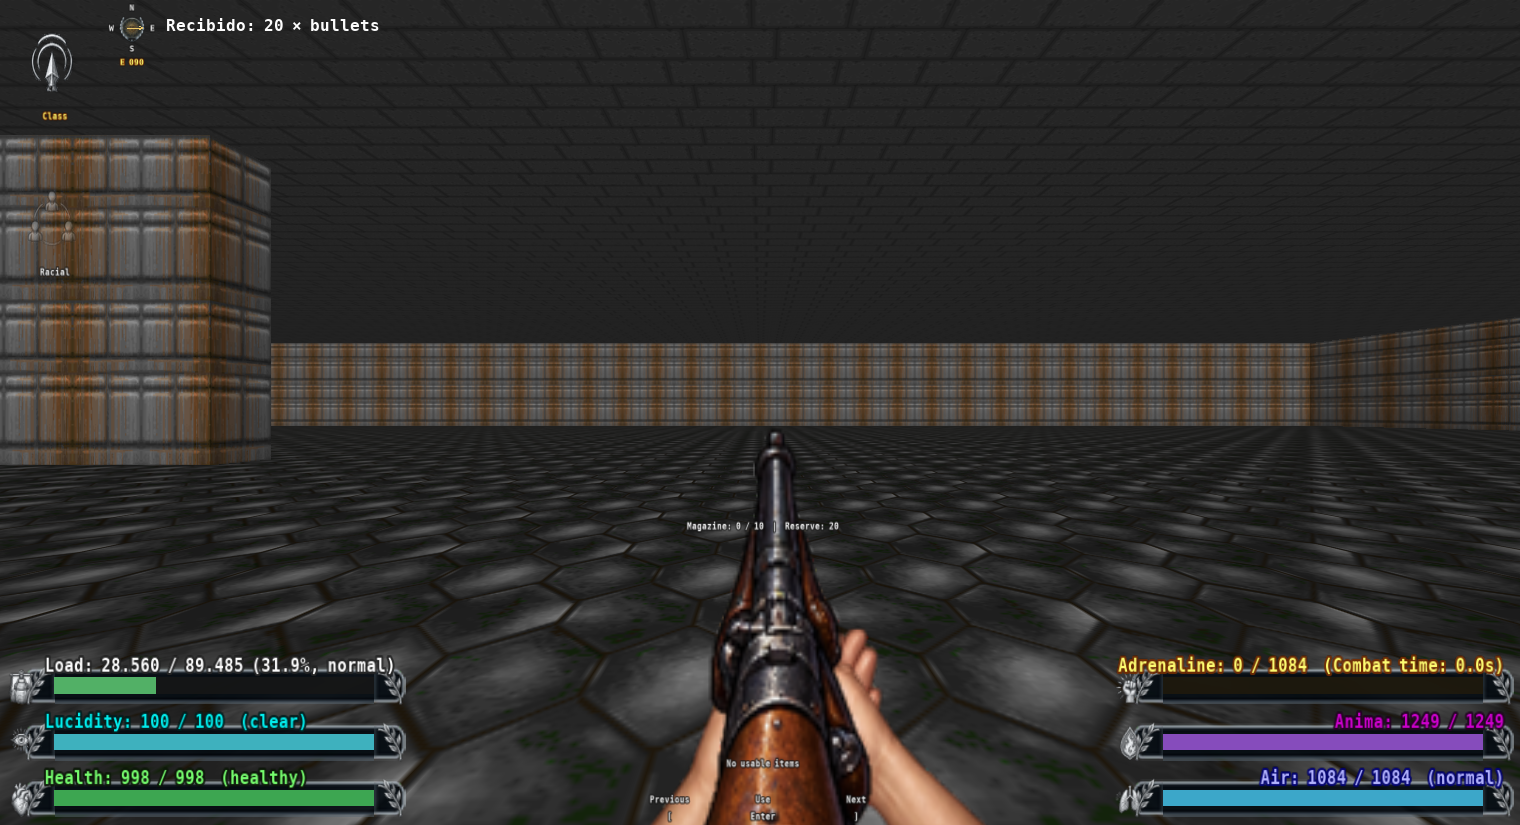 N
W E
S
E 090
Recibido: 20 × bullets
Class
Racial
Magazine: 0 / 10 | Reserve: 20
Load: 28.560 / 89.485 (31.9%, normal)
Lucidity: 100 / 100 (clear)
Health: 998 / 998 (healthy)
Adrenaline: 0 / 1084 (Combat time: 0.0s)
Anima: 1249 / 1249
Air: 1084 / 1084 (normal)
No usable items
Previous Use Next
[ Enter ]